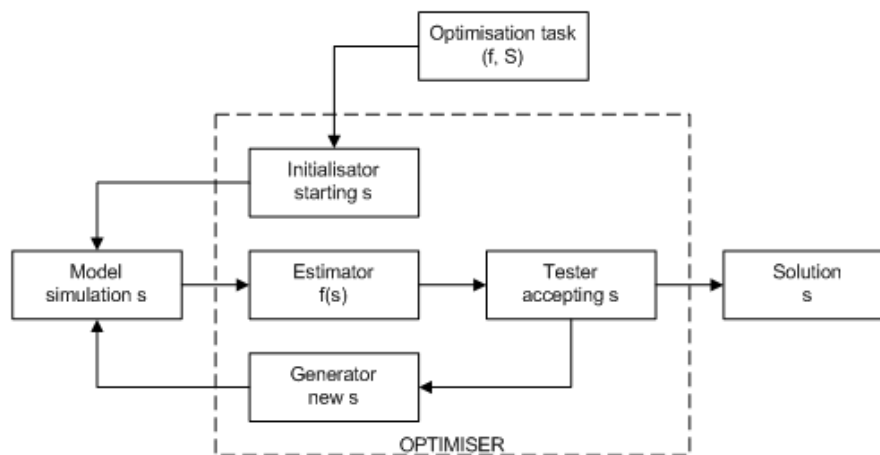 Optimisation task
(f, S)
Initialisator
starting s
Model
simulation s
Estimator
f(s)
Tester
accepting s
Solution
s
Generator
new s
OPTIMISER